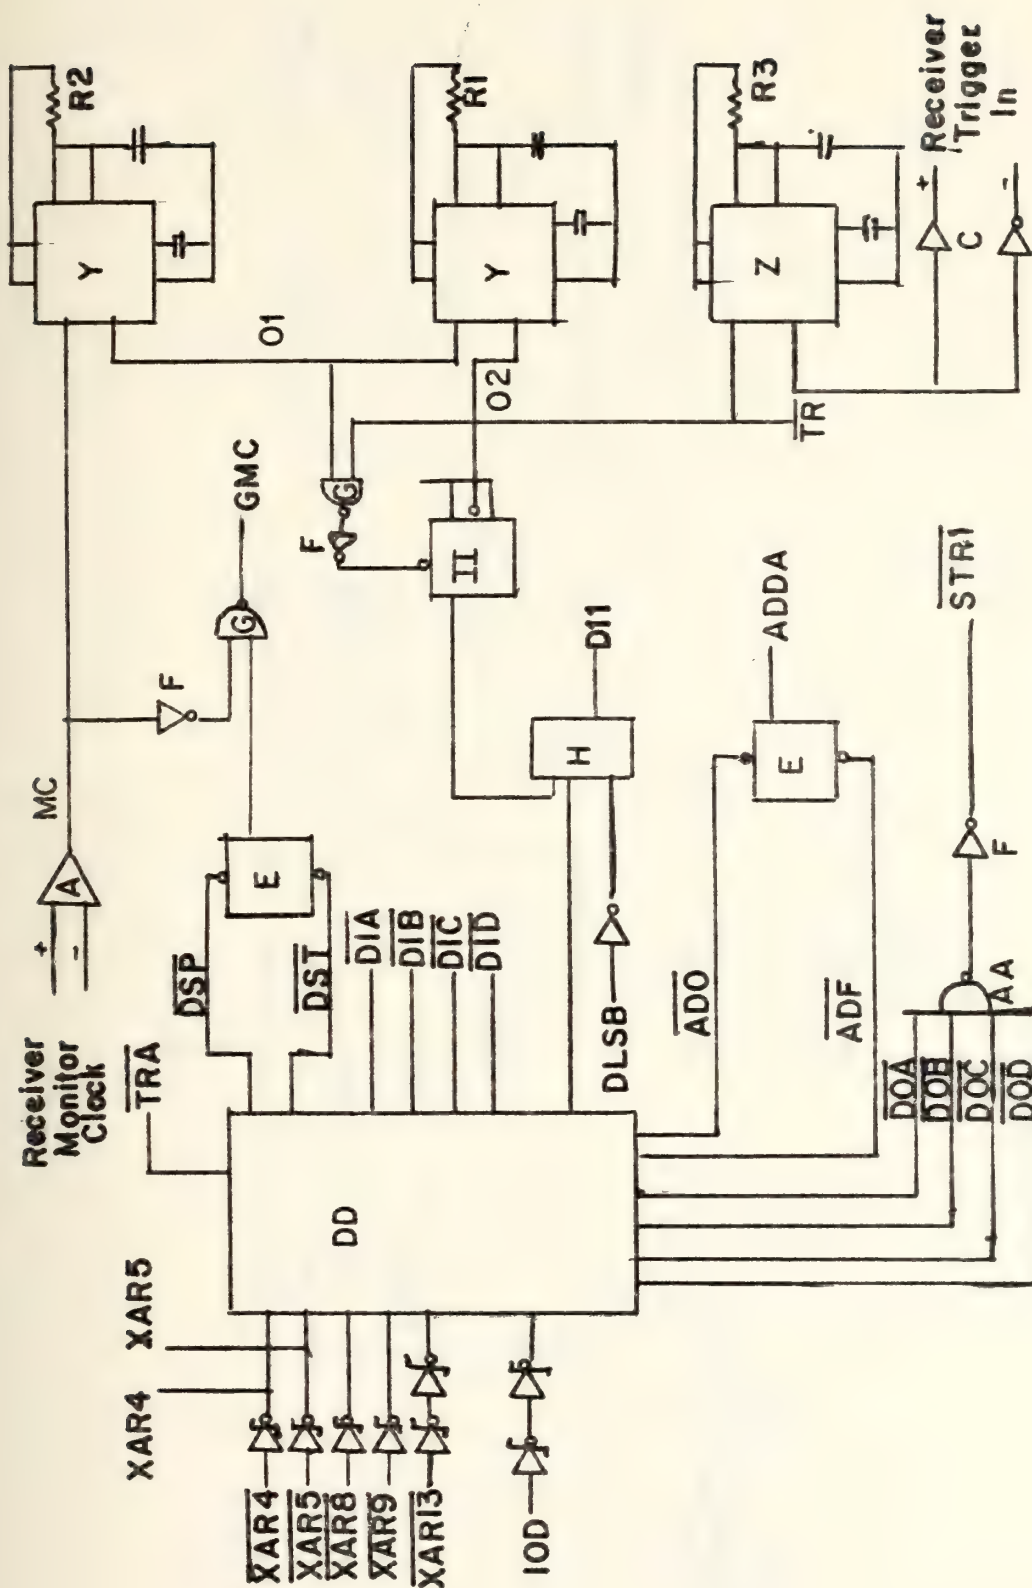 Receiver
Monitor
Clock
+
-
A
MC
Y
R2
O1
F
G
GMC
Y
R1
O2
G
F
II
TR
Z
R3
C
+
-
Receiver
Trigger
In
XAR4
XAR5
TRA
DSP
DST
E
DIA
DIB
DIC
DID
DD
XAR4
XAR5
XAR8
XAR9
XAR13
IOD
H
DI1
DLSB
ADO
ADF
E
ADDA
DOA
DOB
DOC
DOD
AA
F
STR1